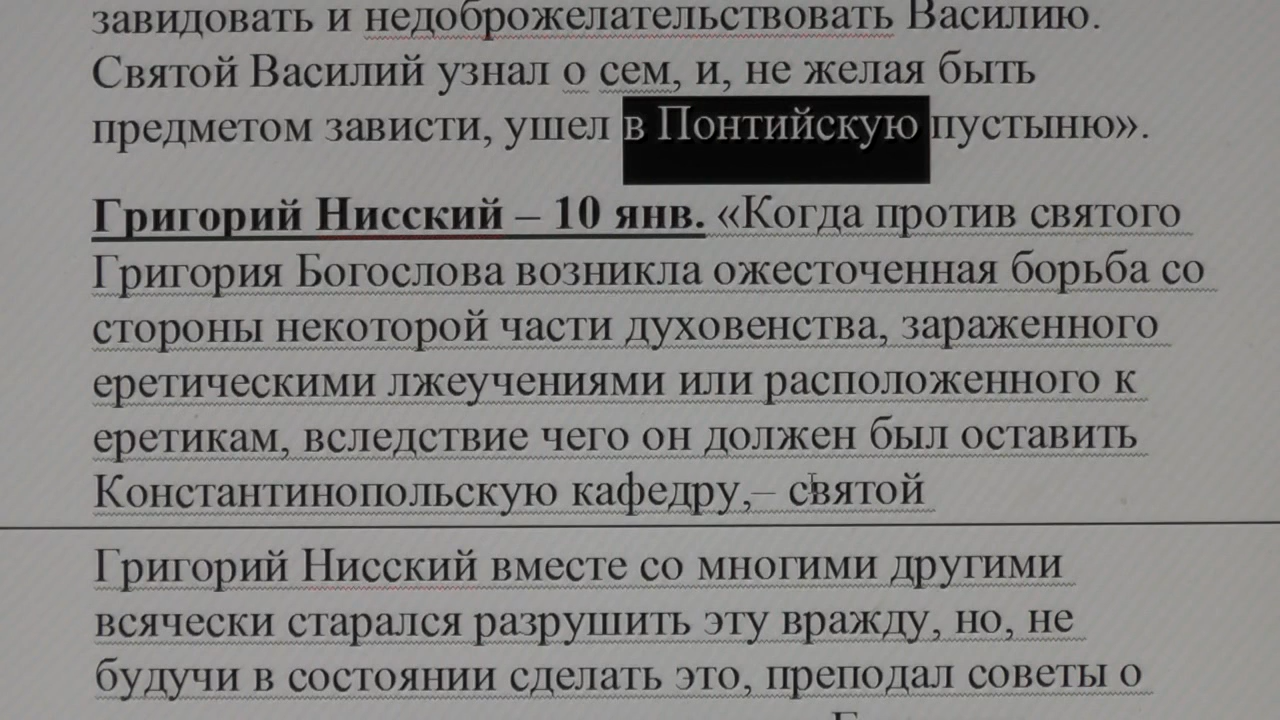 завидовать и недоброжелательствовать Василию.
Святой Василий узнал о сем, и, не желая быть
предметом зависти, ушел в Понтийскую пустыню».
Григорий Нисский – 10 янв. «Когда против святого
Григория Богослова возникла ожесточенная борьба со
стороны некоторой части духовенства, зараженного
еретическими лжеучениями или расположенного к
еретикам, вследствие чего он должен был оставить
Константинопольскую кафедру,– святой
Григорий Нисский вместе со многими другими
всячески старался разрушить эту вражду, но, не
будучи в состоянии сделать это, преподал советы о